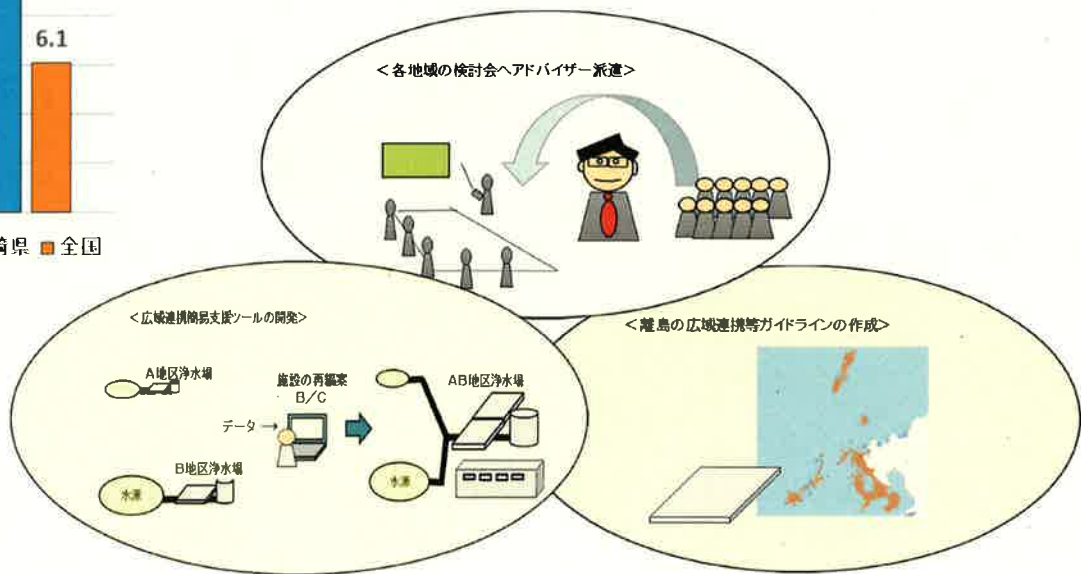 6.1
崎県 ■全国
<各地域の検討会へアドバイザー派遣>
<広域連携簡易支援ツールの開発>
A地区浄水場
施設の再編案
B/C
データ→
B地区浄水場
水源
AB地区浄水場
水源
<離島の広域連携等ガイドラインの作成>